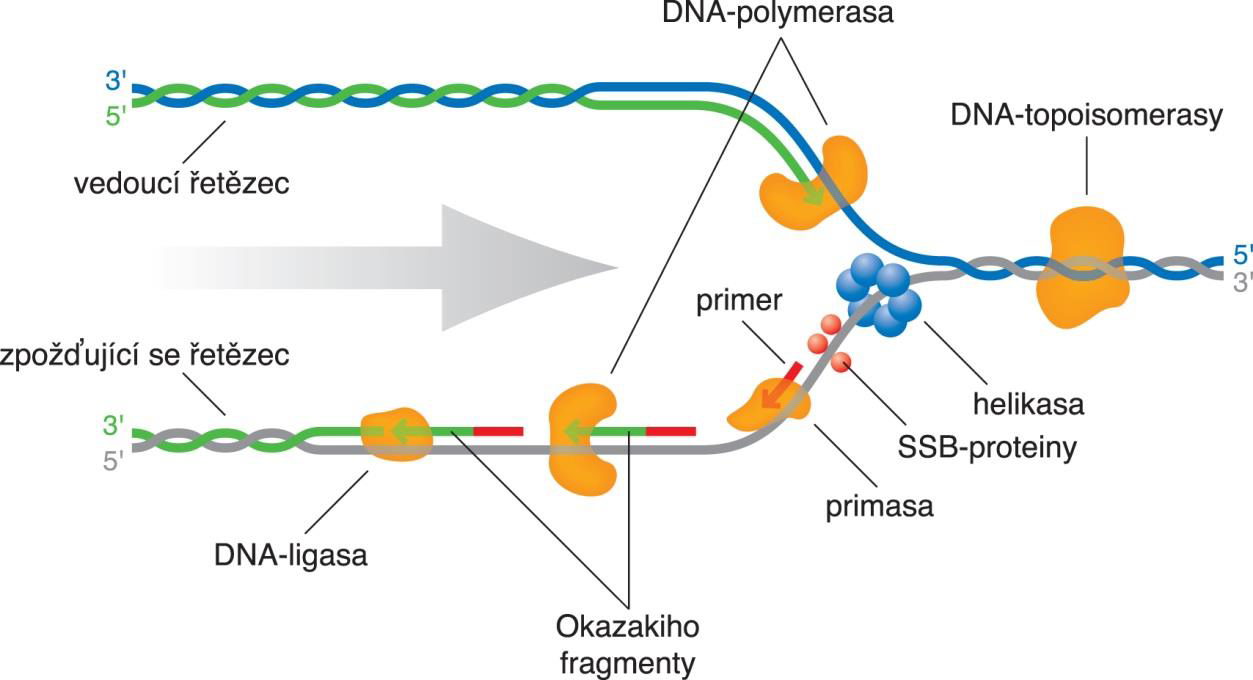 DNA-polymerasa
3'
5'
DNA-topoisomerasy
vedoucí řetězec
5'
3'
primer
zpožďující se řetězec
helikasa
3'
5'
SSB-proteiny
primasa
DNA-ligasa
Okazakiho
fragmenty